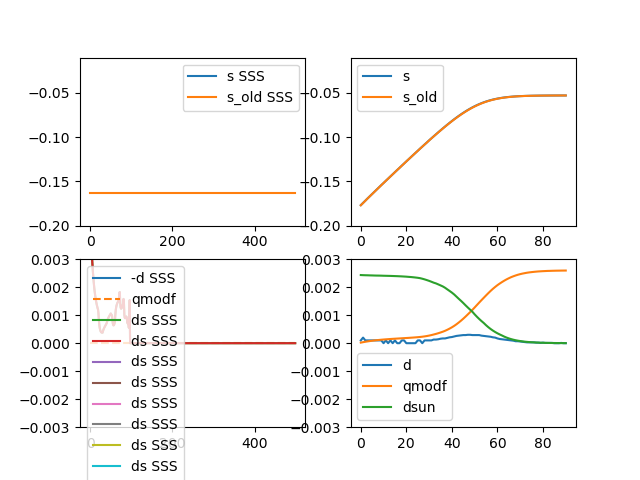 −0.05
−0.10
−0.15
−0.20
0
200
400
s SSS
s_old SSS
−0.05
−0.10
−0.15
−0.20
0
20
40
60
80
s
s_old
0.003
0.002
0.001
0.000
−0.001
−0.002
−0.003
0
200
400
-d SSS
qmodf
ds SSS
ds SSS
ds SSS
ds SSS
ds SSS
ds SSS
ds SSS
ds SSS
0.003
0.002
0.001
0.000
−0.001
−0.002
−0.003
0
20
40
60
80
d
qmodf
dsun